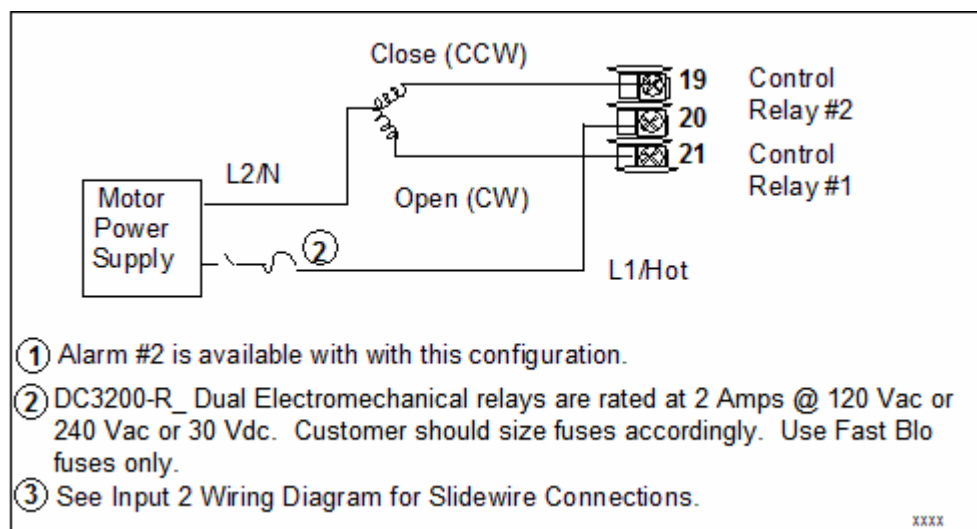 Close (CCW)
19 Control
Relay #2
20
21 Control
Relay #1
L2/N
Motor
Power
Supply
Open (CW)
2
L1/Hot
1 Alarm #2 is available with with this configuration.
2 DC3200-R_ Dual Electromechanical relays are rated at 2 Amps @ 120 Vac or
240 Vac or 30 Vdc. Customer should size fuses accordingly. Use Fast Blo
fuses only.
3 See Input 2 Wiring Diagram for Slidewire Connections.
xxxx